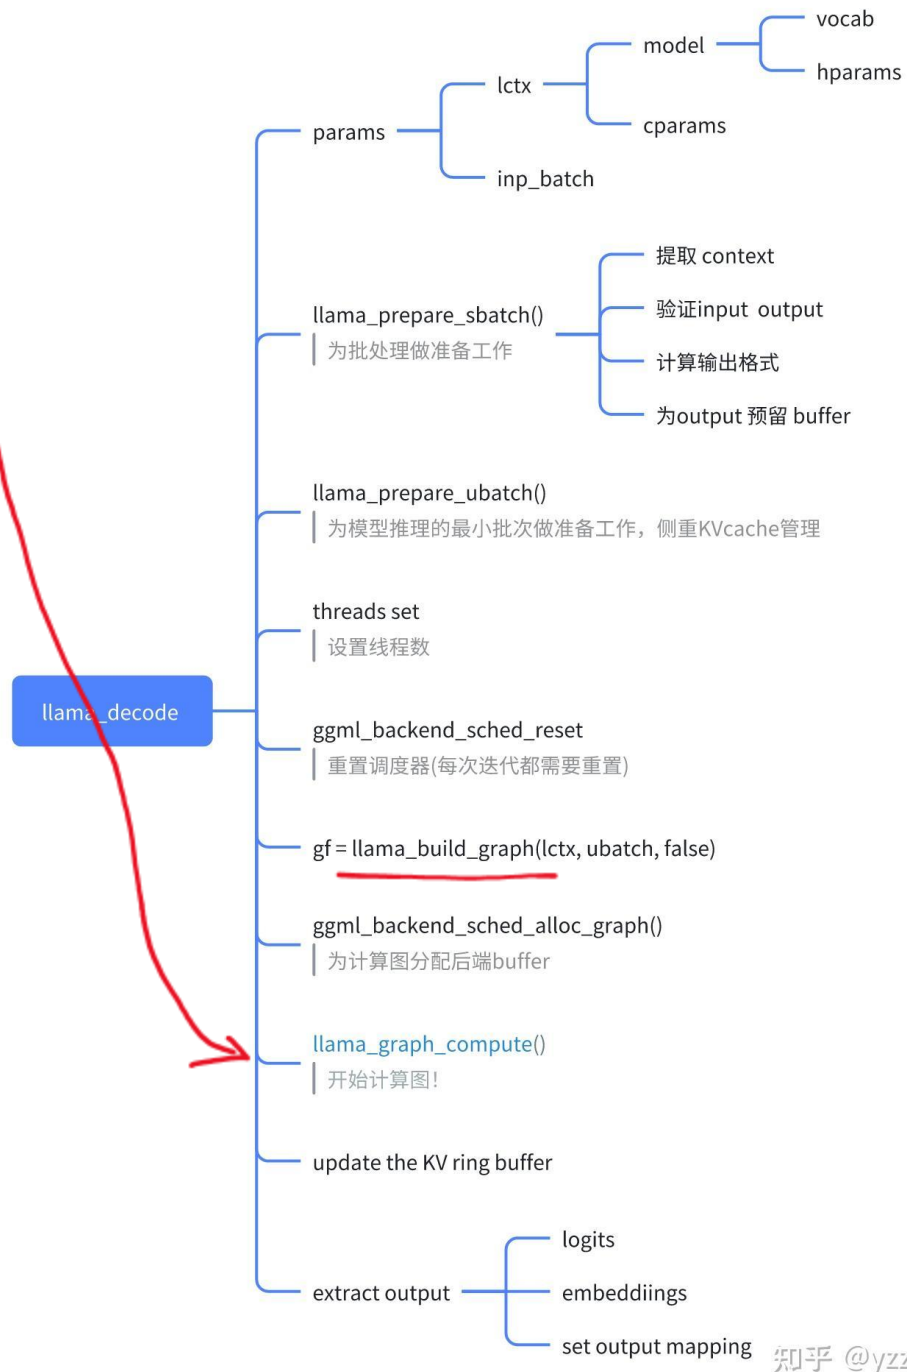 vocab
model
hparams
lctx
cparams
params
inp_batch
提取 context
llama_prepare_sbatch()
验证input output
为批处理做准备工作
计算输出格式
为output 预留 buffer
llama_prepare_ubatch()
为模型推理的最小批次做准备工作，侧重KVcache管理
threads set
设置线程数
llama_decode
ggml_backend_sched_reset
重置调度器(每次迭代都需要重置)
gf = llama_build_graph(lctx, ubatch, false)
ggml_backend_sched_alloc_graph()
为计算图分配后端buffer
llama_graph_compute()
开始计算图！
update the KV ring buffer
logits
extract output
embeddiings
set output mapping
知乎 @yzz